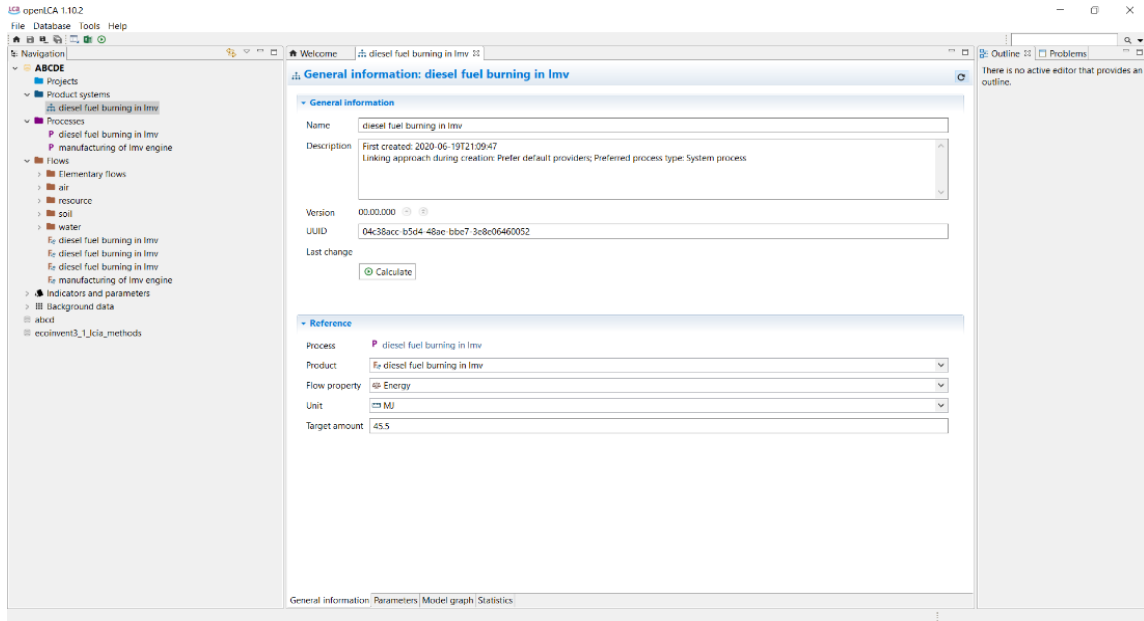 openLCA 1.10.2
File Database Tools Help
Navigation
ABCDE
Projects
Product systems
diesel fuel burning in lmv
Processes
P diesel fuel burning in lmv
P manufacturing of lmv engine
Flows
Elementary flows
air
resource
soil
water
diesel fuel burning in lmv
diesel fuel burning in lmv
diesel fuel burning in lmv
manufacturing of lmv engine
Indicators and parameters
Background data
abcd
ecoinvent3_1_lcia_methods
Welcome
diesel fuel burning in lmv
General information: diesel fuel burning in lmv
General information
Name diesel fuel burning in lmv
Description First created: 2020-06-19T21:09:47
Linking approach during creation: Prefer default providers; Preferred process type: System process
Version 00.00.000
UUID 04c38acc-b5d4-48ae-bbe7-3e8e06460052
Last change
Calculate
Reference
Process P diesel fuel burning in lmv
Product diesel fuel burning in lmv
Flow property Energy
Unit MJ
Target amount 45.5
General information Parameters Model graph Statistics
Outline Problems
There is no active editor that provides an
outline.